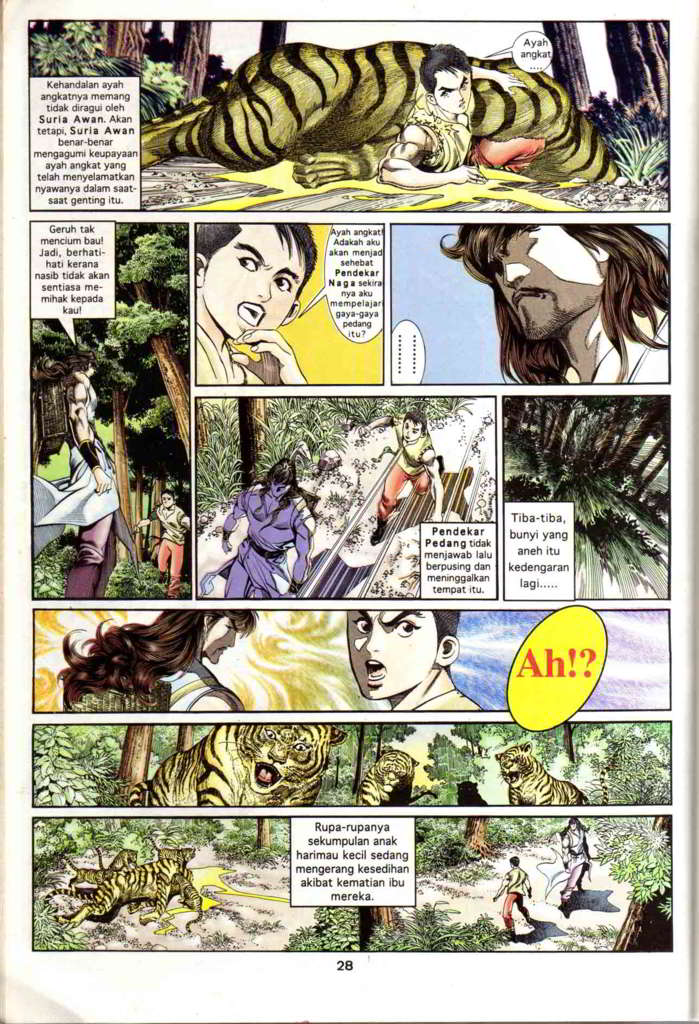 Kehandalan ayah
angkatnya memang
tidak diragui oleh
Suria Awan. Akan
tetapi, Suria Awan
benar-benar
mengagumi keupayaan
ayah angkat yang
telah menyelamatkan
nyawanya dalam saat-
saat genting itu.
Ayah
angkat
....
Geruh tak
mencium bau!
Jadi, berhati-
hati kerana
nasib tidak akan
sentiasa me-
mihak kepada
kau!
Ayah angkat!
Adakah aku
akan menjadi
sehebat
Pendekar
Naga sekira
nya aku
mempelajari
gaya-gaya
pedang
itu?
........
Pendekar
Pedang tidak
menjawab lalu
berpusing dan
meninggalkan
tempat itu.
Tiba-tiba,
bunyi yang
aneh itu
kedengaran
lagi.....
Ah!?
Rupa-rupanya
sekumpulan anak
harimau kecil sedang
mengerang kesedihan
akibat kematian ibu
mereka.
28